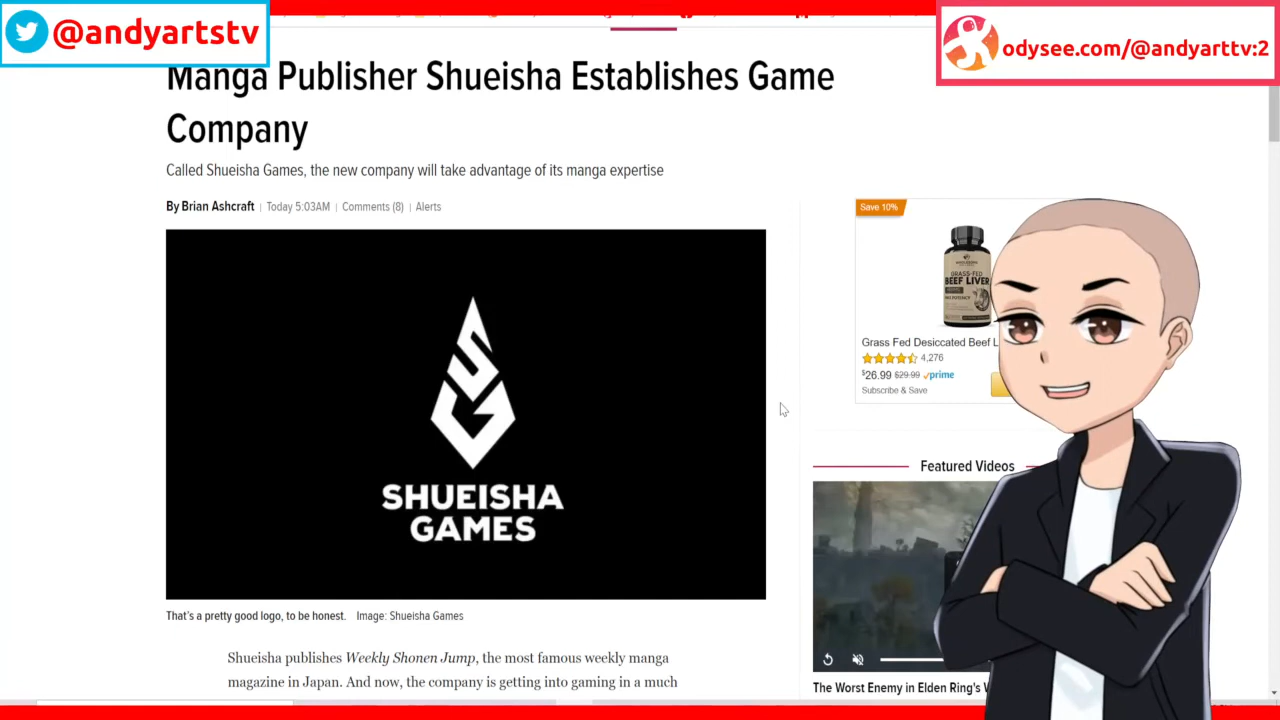 @andyartstv
odysee.com/@andyarttv:2
Manga Publisher Shueisha Establishes Game
Company
Called Shueisha Games, the new company will take advantage of its manga expertise
By Brian Ashcraft | Today 5:03AM | Comments (8) | Alerts
SHUEISHA
GAMES
That's a pretty good logo, to be honest. Image: Shueisha Games
Shueisha publishes Weekly Shonen Jump, the most famous weekly manga
magazine in Japan. And now, the company is getting into gaming in a much
Save 10%
GRASS-FED
BEEF LIVER
Grass Fed Desiccated Beef L
4,276
$26.99 $29.99 prime
Subscribe & Save
Featured Videos
The Worst Enemy in Elden Ring's